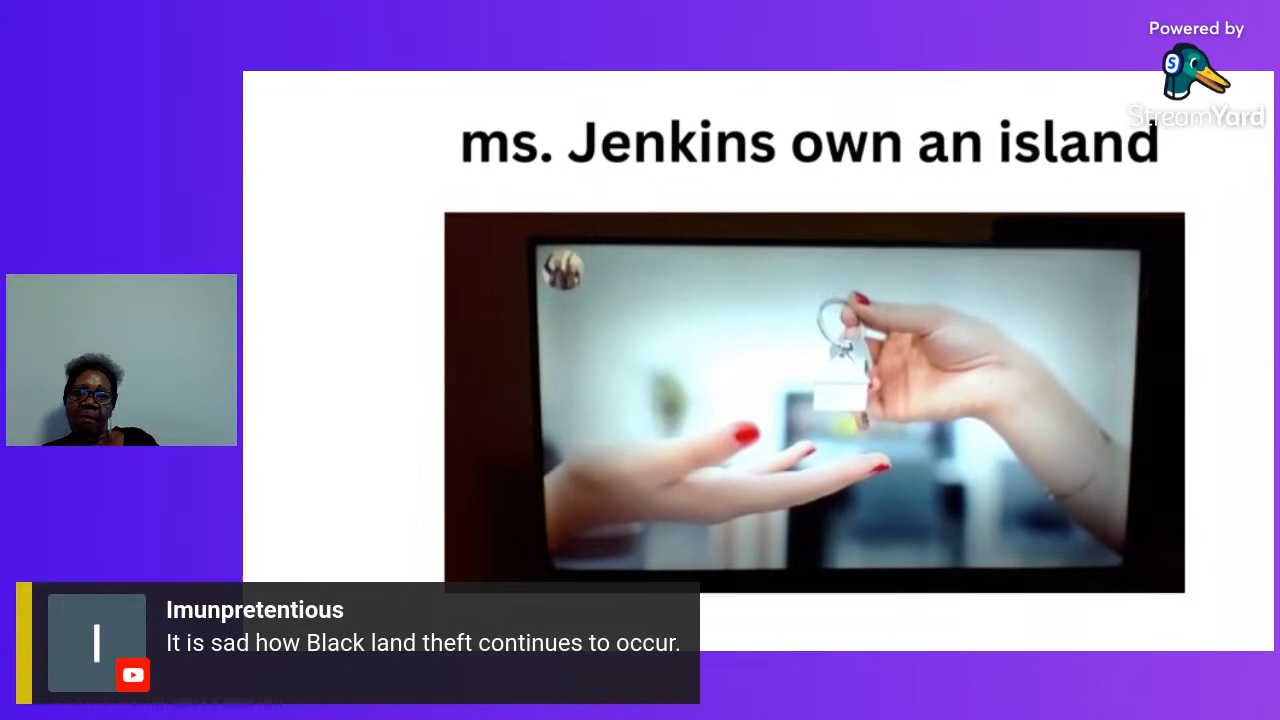 Powered by
StreamYard
ms. Jenkins own an island
Imunpretentious
It is sad how Black land theft continues to occur.